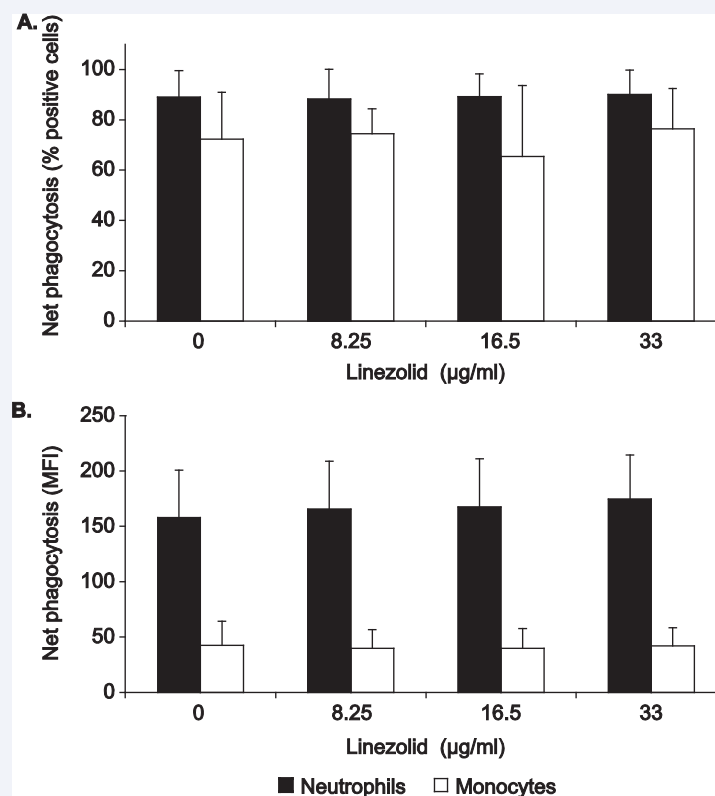 A.
Net phagocytosis (% positive cells)
100
80
60
40
20
0
0 8.25 16.5 33
Linezolid (µg/ml)
B.
Net phagocytosis (MFI)
250
200
150
100
50
0
0 8.25 16.5 33
Linezolid (µg/ml)
Neutrophils Monocytes